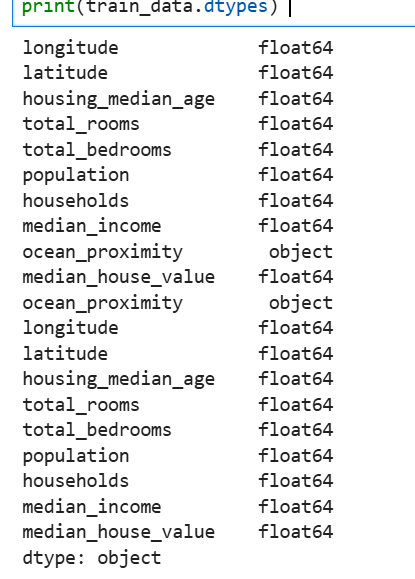 print(train_data.dtypes)
longitude float64
latitude float64
housing_median_age float64
total_rooms float64
total_bedrooms float64
population float64
households float64
median_income float64
ocean_proximity object
median_house_value float64
ocean_proximity object
longitude float64
latitude float64
housing_median_age float64
total_rooms float64
total_bedrooms float64
population float64
households float64
median_income float64
median_house_value float64
dtype: object